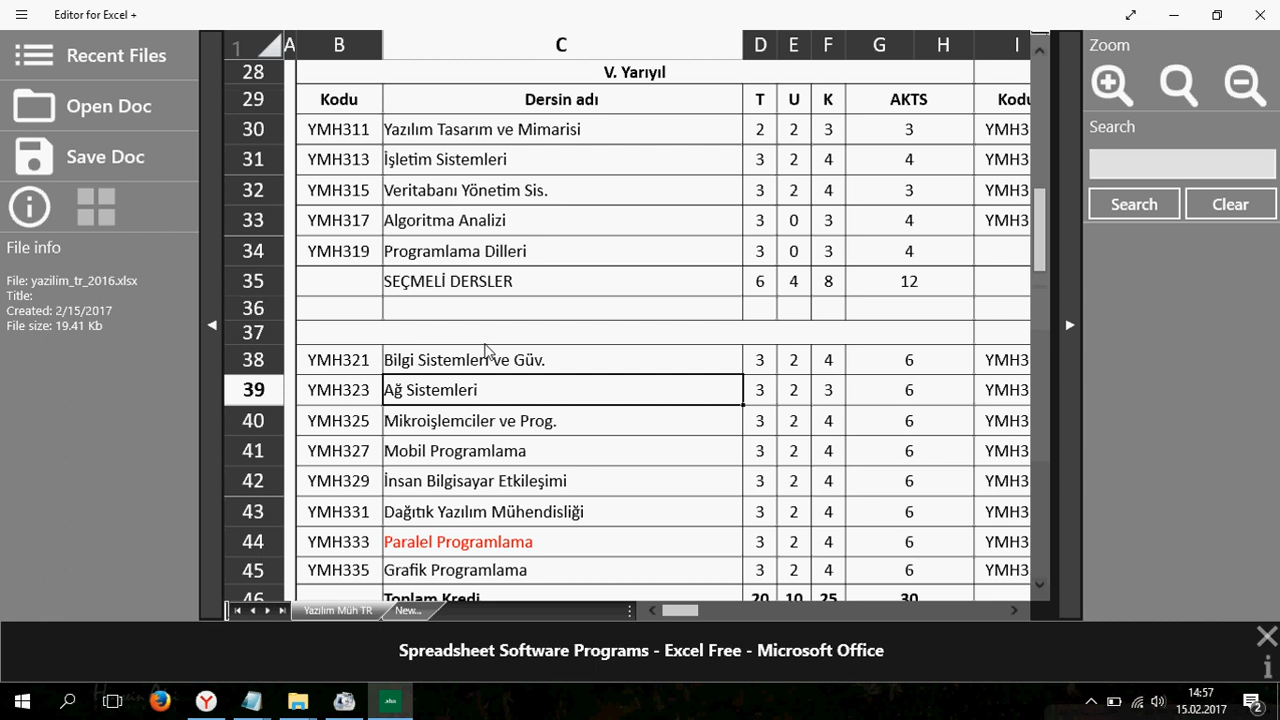 Editor for Excel +
Recent Files
Open Doc
Save Doc
File info
File: yazilim_tr_2016.xlsx
Title:
Created: 2/15/2017
File size: 19.41 Kb
1 A B C D E F G H I
28 V. Yarıyıl
29 Kodu Dersin adı T U K AKTS Kodu
30 YMH311 Yazılım Tasarım ve Mimarisi 2 2 3 3 YMH3
31 YMH313 İşletim Sistemleri 3 2 4 4 YMH3
32 YMH315 Veritabanı Yönetim Sis. 3 2 4 3 YMH3
33 YMH317 Algoritma Analizi 3 0 3 4 YMH3
34 YMH319 Programlama Dilleri 3 0 3 4
35 SEÇMELİ DERSLER 6 4 8 12
36
37
38 YMH321 Bilgi Sistemleri ve Güv. 3 2 4 6 YMH3
39 YMH323 Ağ Sistemleri 3 2 3 6 YMH3
40 YMH325 Mikroişlemciler ve Prog. 3 2 4 6 YMH3
41 YMH327 Mobil Programlama 3 2 4 6 YMH3
42 YMH329 İnsan Bilgisayar Etkileşimi 3 2 4 6 YMH3
43 YMH331 Dağıtık Yazılım Mühendisliği 3 2 4 6 YMH3
44 YMH333 Paralel Programlama 3 2 4 6 YMH3
45 YMH335 Grafik Programlama 3 2 4 6 YMH3
46 Toplam Kredi 20 10 25 30
Yazılım Müh TR New...
Zoom
Search
Search Clear
Spreadsheet Software Programs - Excel Free - Microsoft Office
14:57
15.02.2017
2